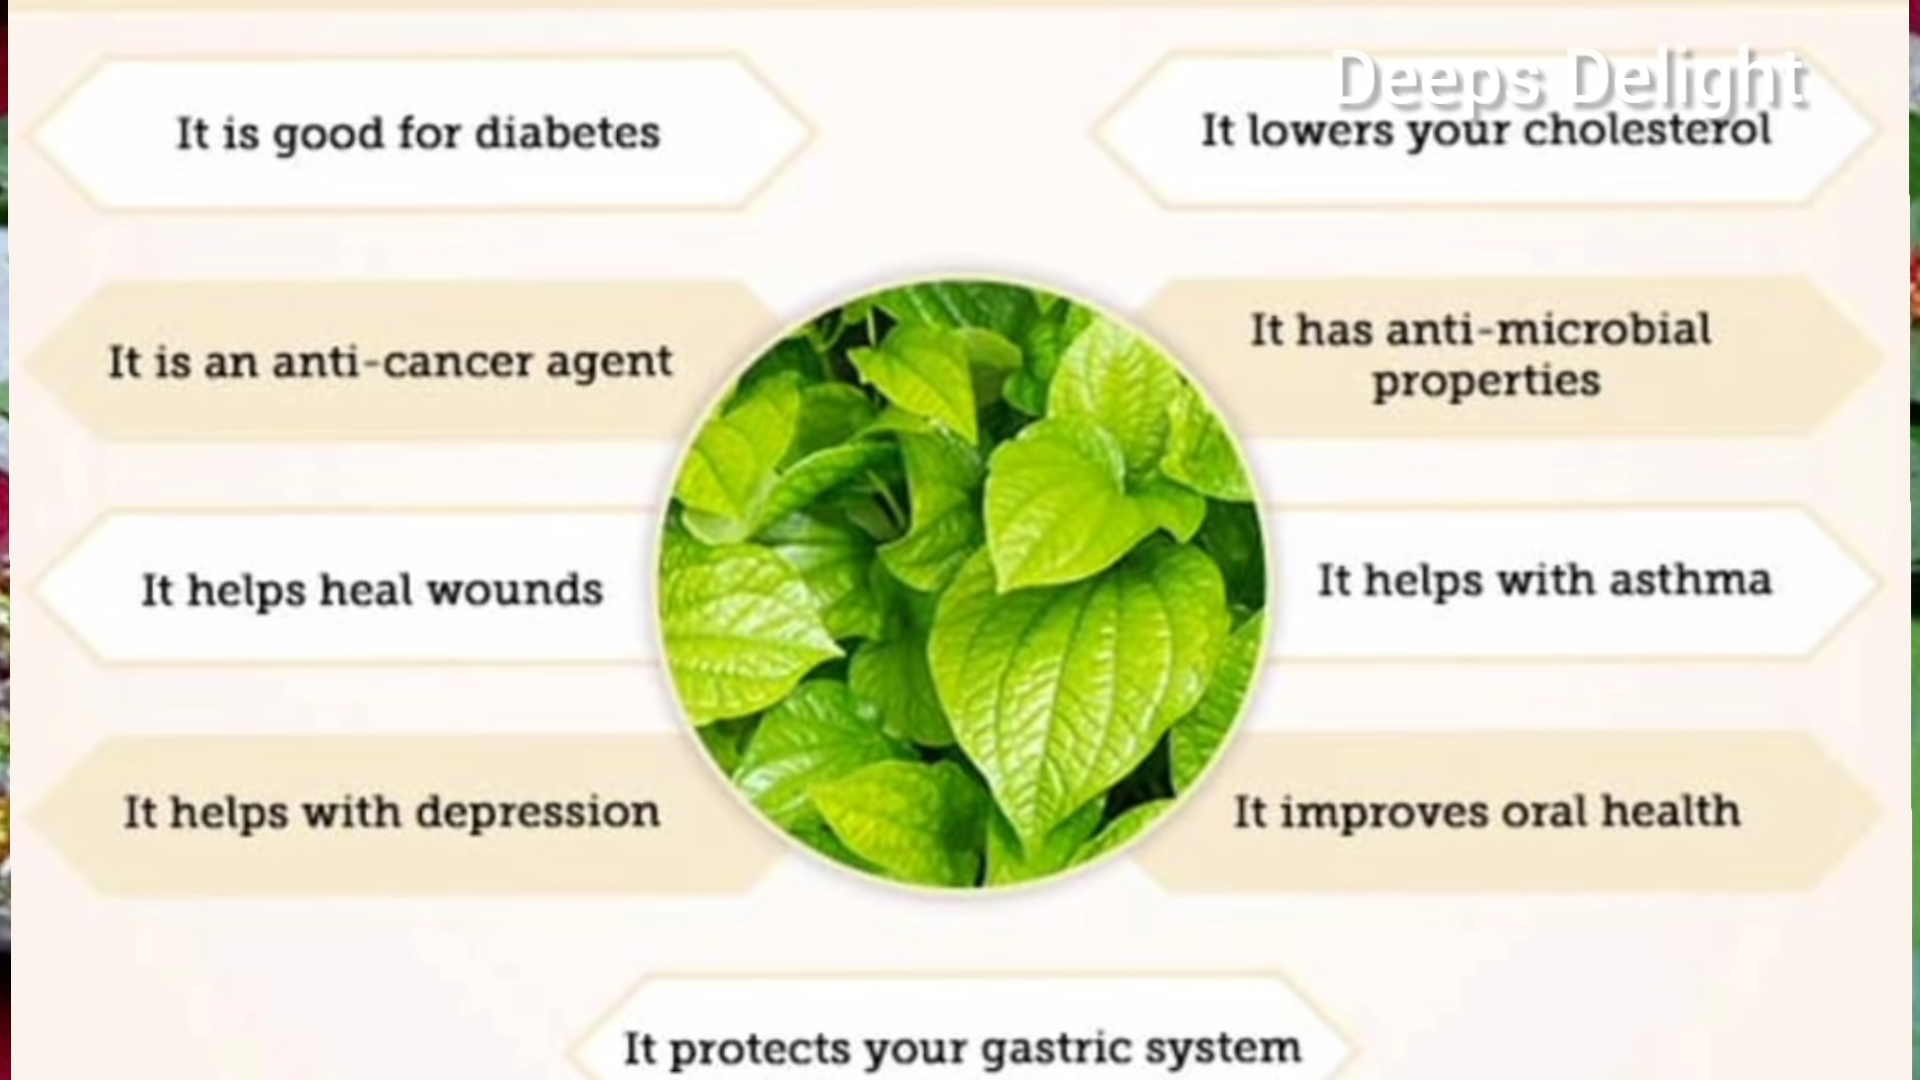 Deeps Delight
It is good for diabetes
It lowers your cholesterol
It is an anti-cancer agent
It has anti-microbial
properties
It helps heal wounds
It helps with asthma
It helps with depression
It improves oral health
It protects your gastric system